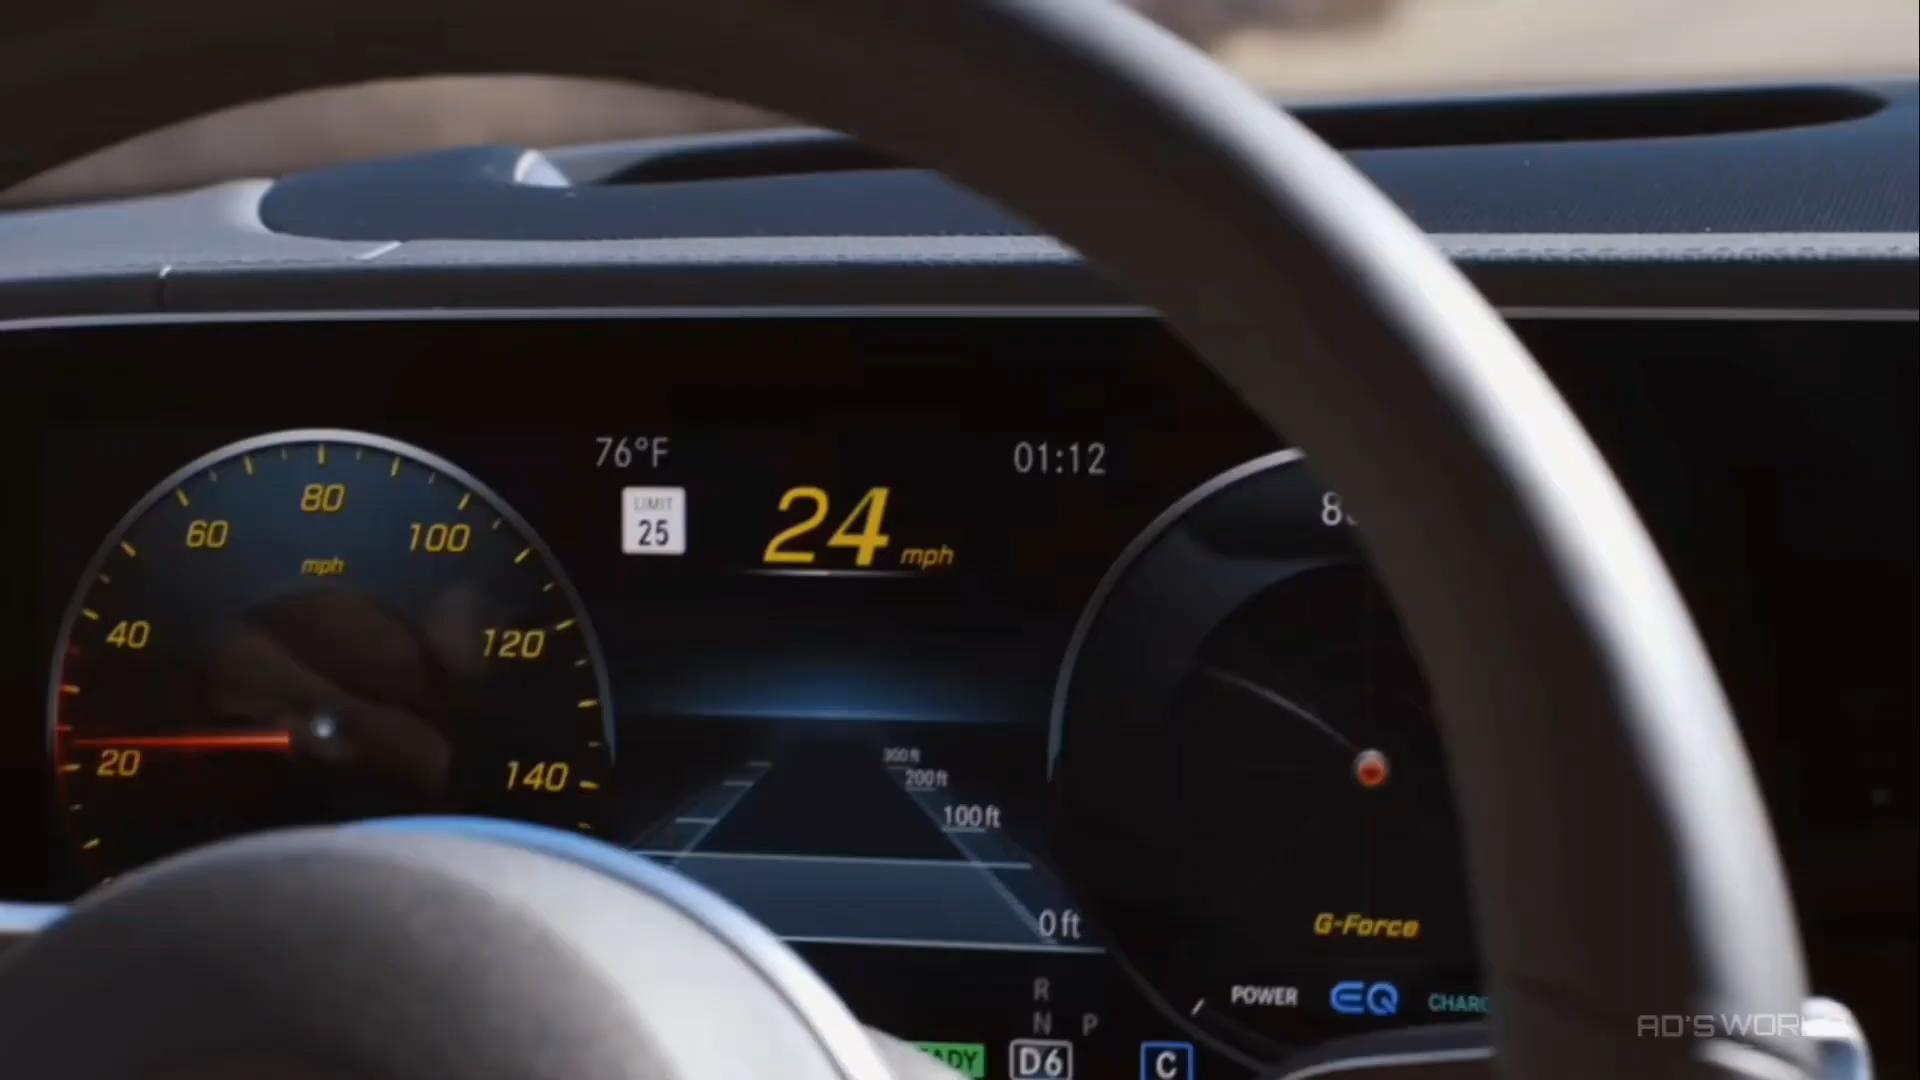 76°F
01:12
LIMIT
25
24 mph
80
60
100
mph
40
120
20
140
300 ft
200 ft
100 ft
0 ft
G-Force
R
POWER
EQ
N P
D6
C
AD'S